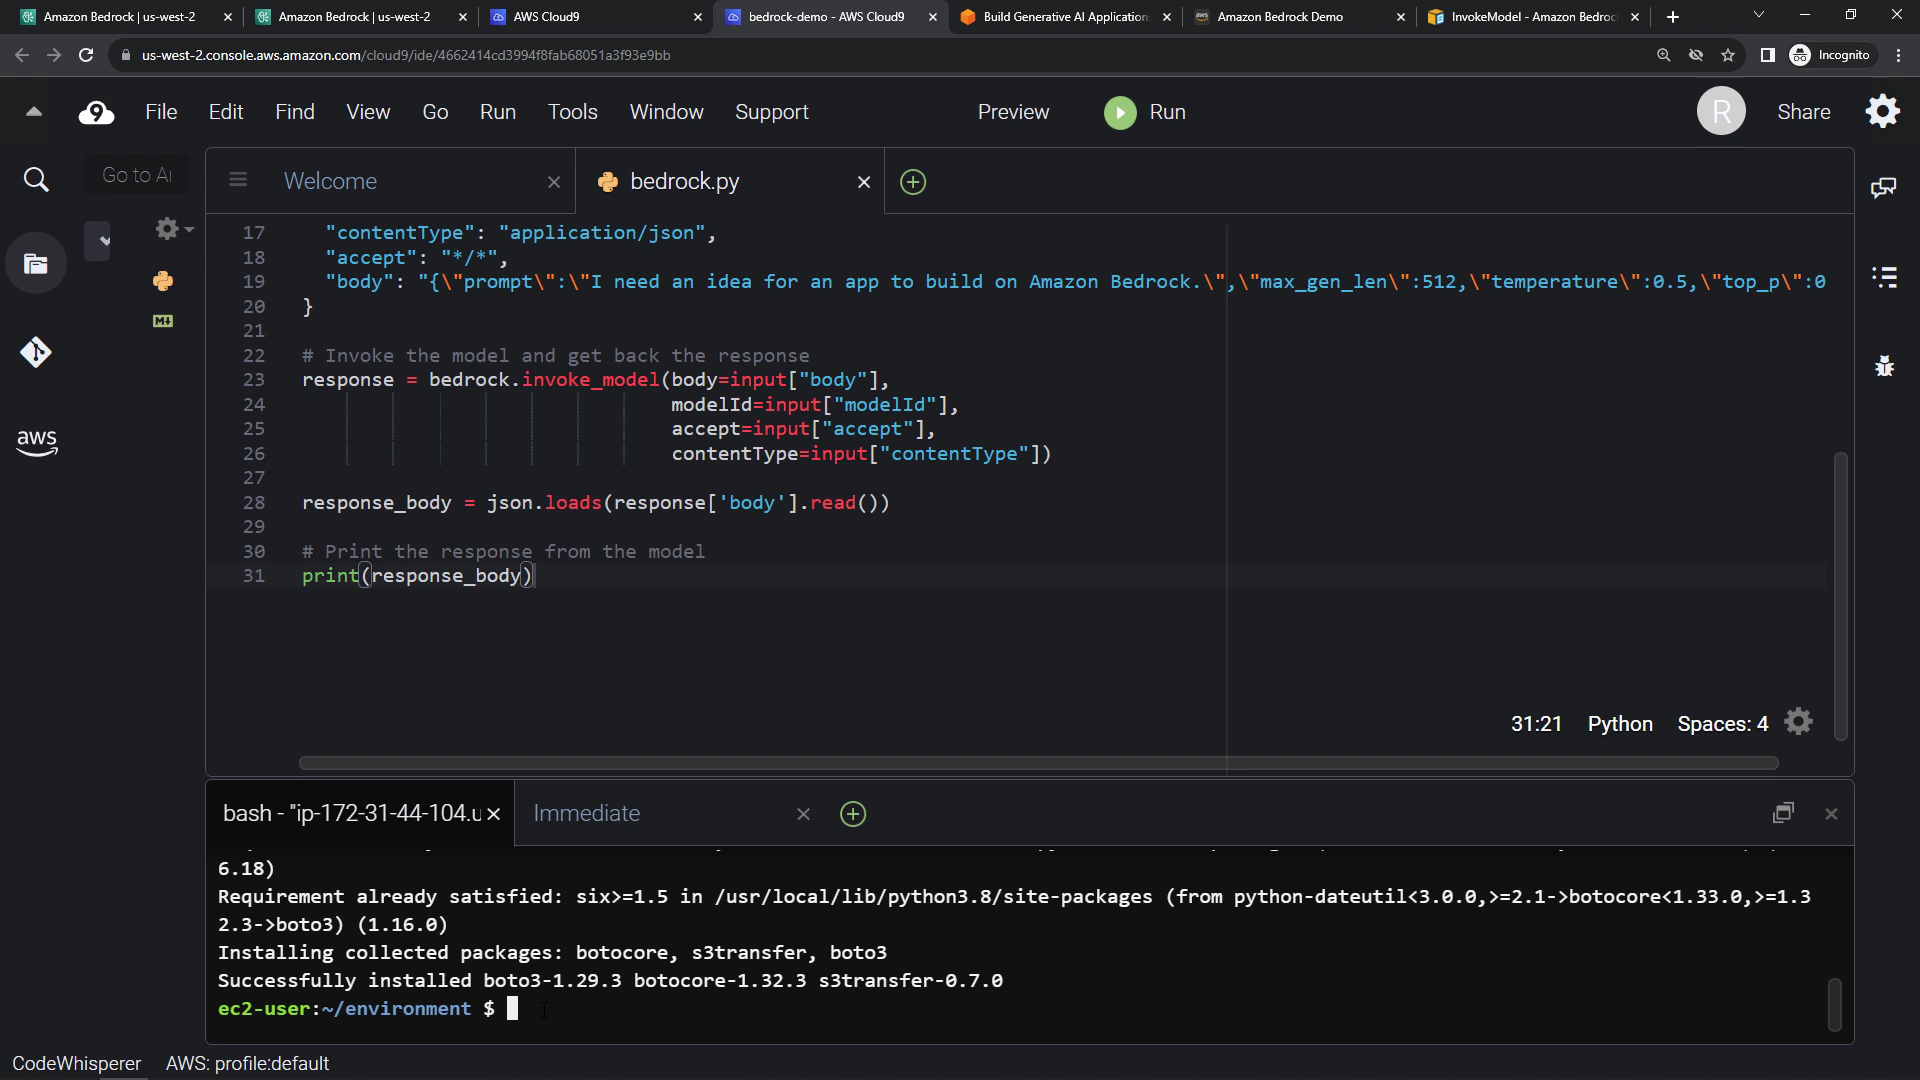 Amazon Bedrock | us-west-2
Amazon Bedrock | us-west-2
AWS Cloud9
bedrock-demo - AWS Cloud9
Build Generative AI Application
Amazon Bedrock Demo
InvokeModel - Amazon Bedroc
us-west-2.console.aws.amazon.com/cloud9/ide/4662414cd3994f8fab68051a3f93e9bb
Incognito
9 File Edit Find View Go Run Tools Window Support Preview Run R Share
Go to Ar
Welcome
bedrock.py
17 "contentType": "application/json",
18 "accept": "*/*",
19 "body": "{\"prompt\":\"I need an idea for an app to build on Amazon Bedrock.\",\"max_gen_len\":512,\"temperature\":0.5,\"top_p\":0
20 }
21
22 # Invoke the model and get back the response
23 response = bedrock.invoke_model(body=input["body"],
24 modelId=input["modelId"],
25 accept=input["accept"],
26 contentType=input["contentType"])
27
28 response_body = json.loads(response['body'].read())
29
30 # Print the response from the model
31 print(response_body)
M↓
aws
31:21 Python Spaces: 4
bash - "ip-172-31-44-104.u
Immediate
6.18)
Requirement already satisfied: six>=1.5 in /usr/local/lib/python3.8/site-packages (from python-dateutil<3.0.0,>=2.1->botocore<1.33.0,>=1.3
2.3->boto3) (1.16.0)
Installing collected packages: botocore, s3transfer, boto3
Successfully installed boto3-1.29.3 botocore-1.32.3 s3transfer-0.7.0
ec2-user:~/environment $
CodeWhisperer AWS: profile:default